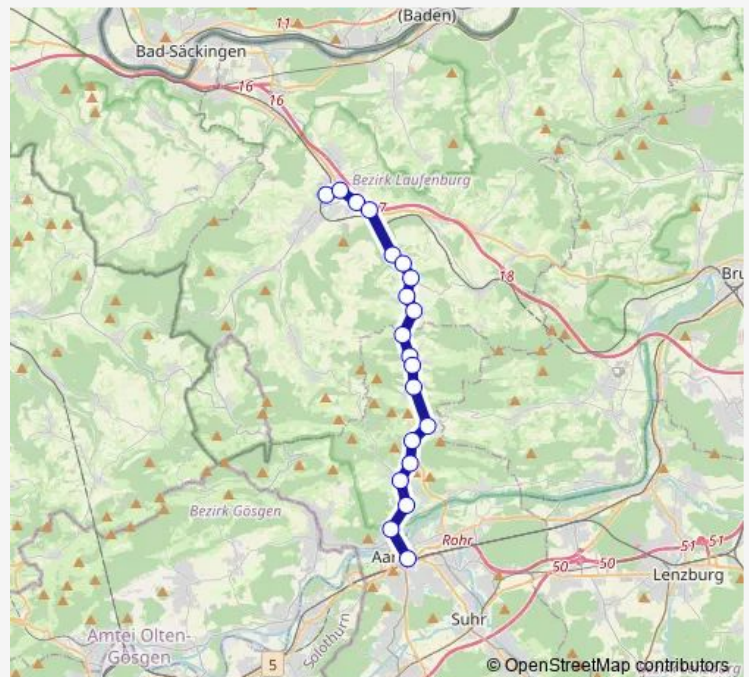 11
(Baden)
Bad Säckingen
16
16
Bezirk Laufenburg
7
18
Bru
Bezirk Gösgen
Rohr
51
51
Aar
50
50
Lenzburg
Suhr
Amtei Olten-
Gösgen
Solothurn
5
© OpenStreetMap contributors